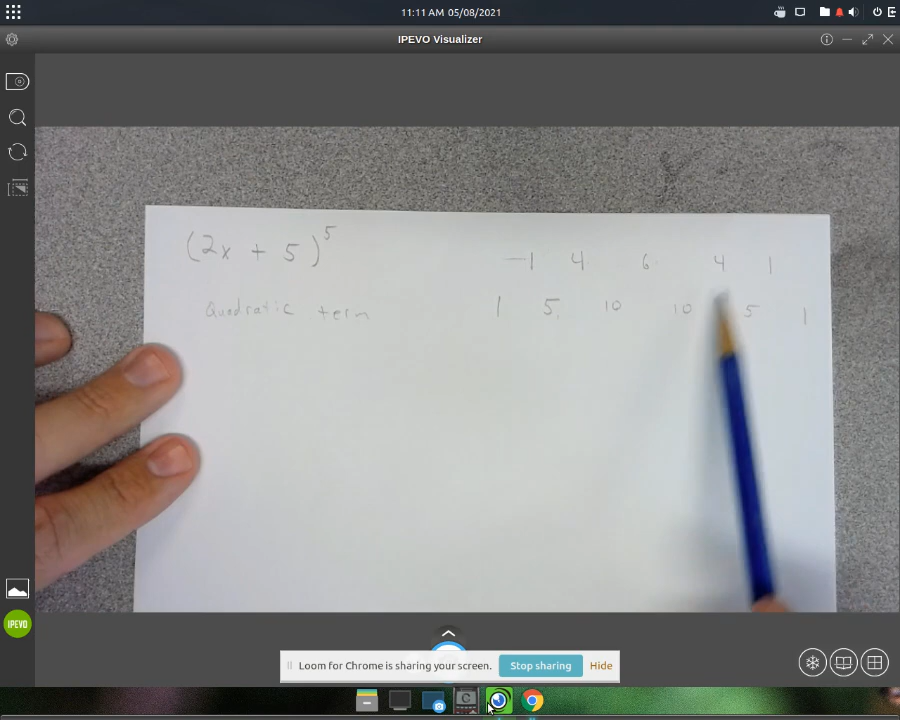 11:11 AM 05/08/2021
IPEVO Visualizer
(2x + 5)^5
1 4 6 4 1
Quadratic term
1 5 10 10 5 1
IPEVO
Loom for Chrome is sharing your screen. Stop sharing Hide